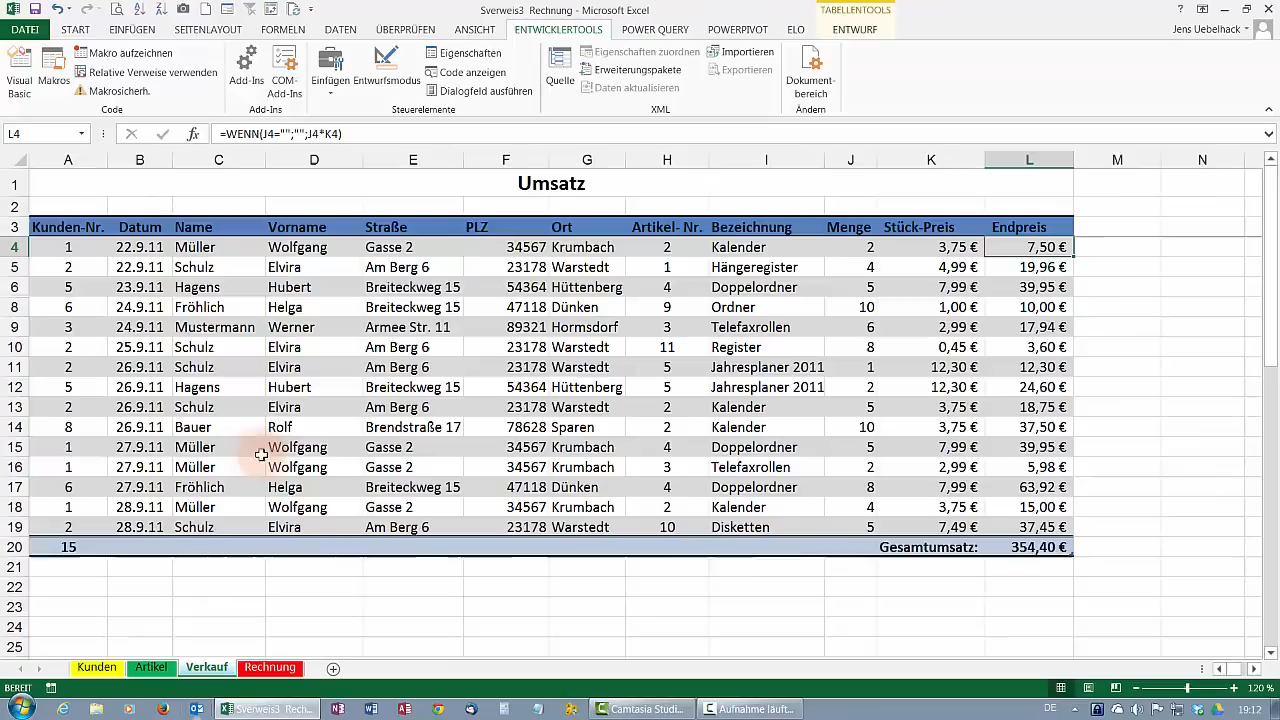 Sverweis3 Rechnung - Microsoft Excel
TABELLENTOOLS
DATEI START EINFÜGEN SEITENLAYOUT FORMELN DATEN ÜBERPRÜFEN ANSICHT ENTWICKLERTOOLS POWER QUERY POWERPIVOT ELO ENTWURF Jens Uebelhack
Visual Basic
Makros
Makro aufzeichnen
Relative Verweise verwenden
Makrosicherh.
Code
Add-Ins
COM-Add-Ins
Add-Ins
Einfügen
Entwurfsmodus
Eigenschaften
Code anzeigen
Dialogfeld ausführen
Steuerelemente
Quelle
Eigenschaften zuordnen
Erweiterungspakete
Daten aktualisieren
Importieren
Exportieren
XML
Dokument-
bereich
Ändern
L4 fx =WENN(J4="";"";J4*K4)
A B C D E F G H I J K L M N
1 Umsatz
2
3 Kunden-Nr. Datum Name Vorname Straße PLZ Ort Artikel- Nr. Bezeichnung Menge Stück-Preis Endpreis
4 1 22.9.11 Müller Wolfgang Gasse 2 34567 Krumbach 2 Kalender 2 3,75 € 7,50 €
5 2 22.9.11 Schulz Elvira Am Berg 6 23178 Warstedt 1 Hängeregister 4 4,99 € 19,96 €
6 5 23.9.11 Hagens Hubert Breiteckweg 15 54364 Hüttenberg 4 Doppelordner 5 7,99 € 39,95 €
8 6 24.9.11 Fröhlich Helga Breiteckweg 15 47118 Dünken 9 Ordner 10 1,00 € 10,00 €
9 3 24.9.11 Mustermann Werner Armee Str. 11 89321 Hormsdorf 3 Telefaxrollen 6 2,99 € 17,94 €
10 2 25.9.11 Schulz Elvira Am Berg 6 23178 Warstedt 11 Register 8 0,45 € 3,60 €
11 2 26.9.11 Schulz Elvira Am Berg 6 23178 Warstedt 5 Jahresplaner 2011 1 12,30 € 12,30 €
12 5 26.9.11 Hagens Hubert Breiteckweg 15 54364 Hüttenberg 5 Jahresplaner 2011 2 12,30 € 24,60 €
13 2 26.9.11 Schulz Elvira Am Berg 6 23178 Warstedt 2 Kalender 5 3,75 € 18,75 €
14 8 26.9.11 Bauer Rolf Brendstraße 17 78628 Sparen 2 Kalender 10 3,75 € 37,50 €
15 1 27.9.11 Müller Wolfgang Gasse 2 34567 Krumbach 4 Doppelordner 5 7,99 € 39,95 €
16 1 27.9.11 Müller Wolfgang Gasse 2 34567 Krumbach 3 Telefaxrollen 2 2,99 € 5,98 €
17 6 27.9.11 Fröhlich Helga Breiteckweg 15 47118 Dünken 4 Doppelordner 8 7,99 € 63,92 €
18 1 28.9.11 Müller Wolfgang Gasse 2 34567 Krumbach 2 Kalender 4 3,75 € 15,00 €
19 2 28.9.11 Schulz Elvira Am Berg 6 23178 Warstedt 10 Disketten 5 7,49 € 37,45 €
20 15 Gesamtumsatz: 354,40 €
21
22
23
24
25
Kunden Artikel Verkauf Rechnung
BEREIT 120 %
Sverweis3 Rech... Camtasia Studi... Aufnahme läuft... DE 19:12